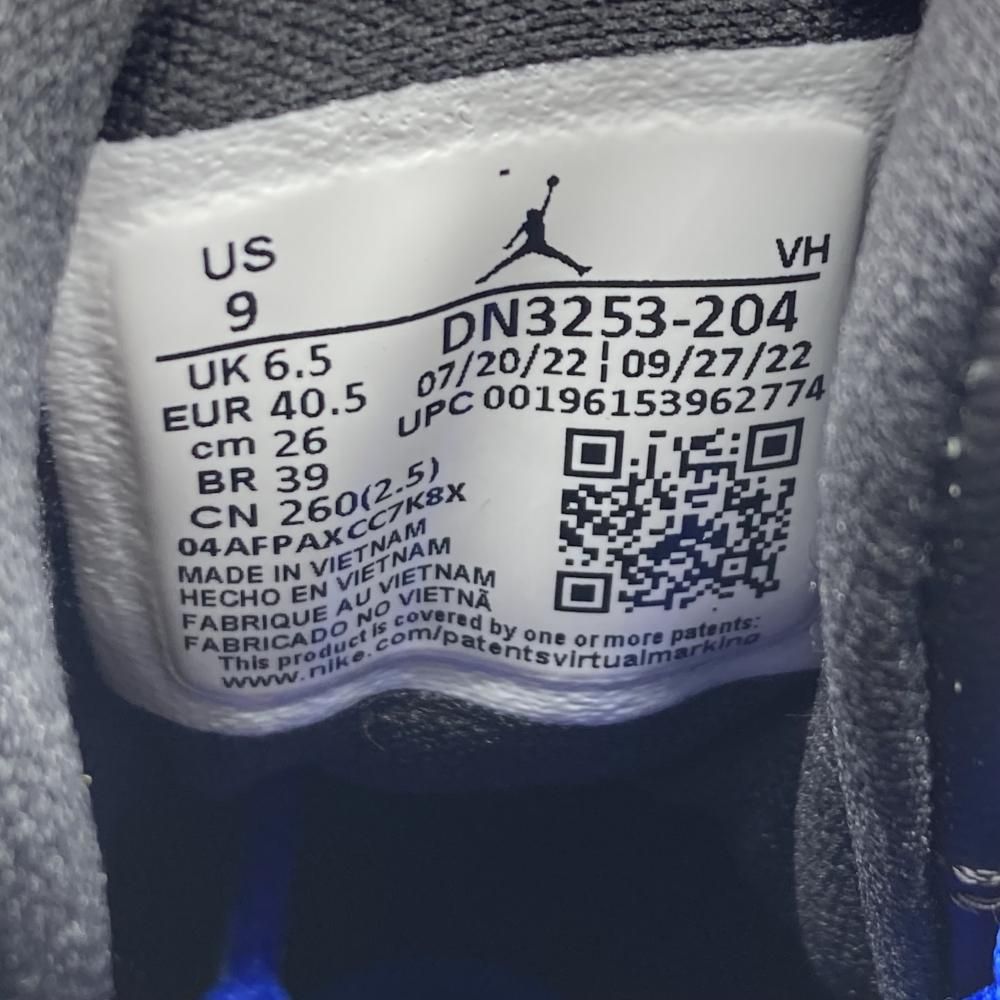 US
9
VH
DN3253-204
07/20/22 ¦ 09/27/22
UPC 00196153962774
UK 6.5
EUR 40.5
cm 26
BR 39
CN 260(2.5)
04AFPAXCC7K8X
MADE IN VIETNAM
HECHO EN VIETNAM
FABRIQUE AU VIETNAM
FABRICADO NO VIETNÃ
This product is covered by one or more patents:
www.nike.com/patentsvirtualmarking